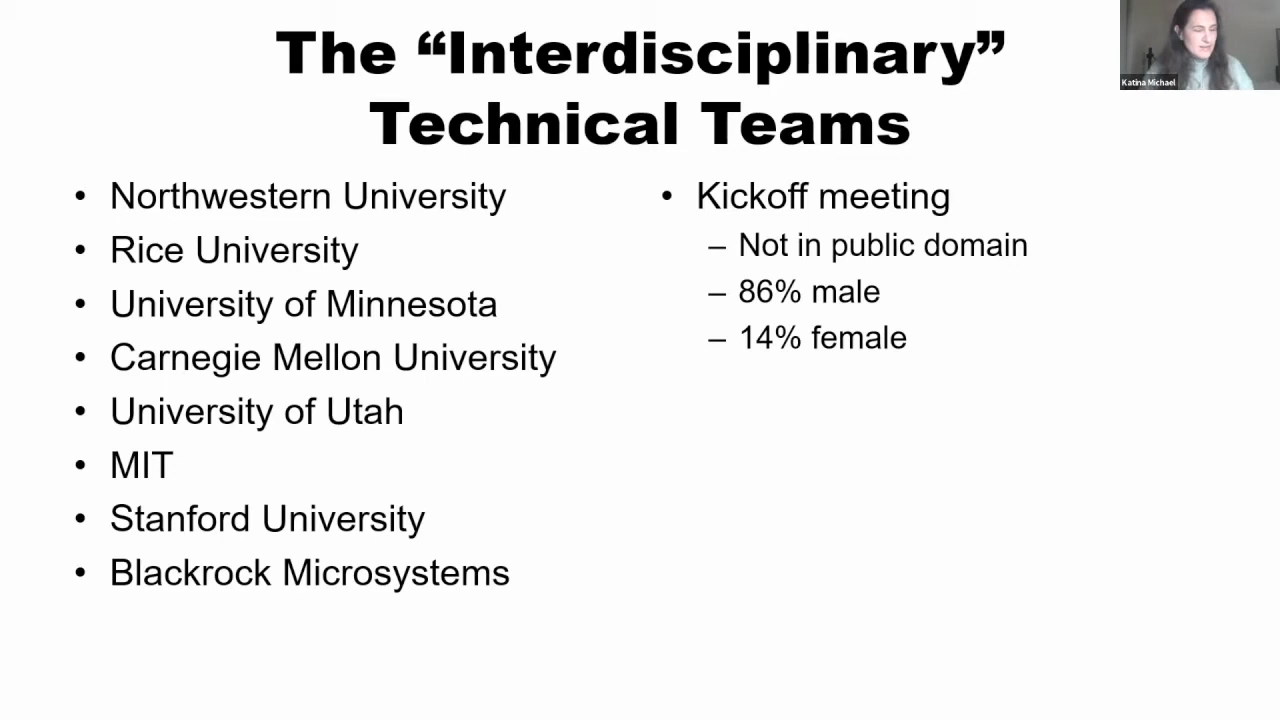 The “Interdisciplinary”
Technical Teams
• Northwestern University
• Rice University
• University of Minnesota
• Carnegie Mellon University
• University of Utah
• MIT
• Stanford University
• Blackrock Microsystems
• Kickoff meeting
– Not in public domain
– 86% male
– 14% female
Katina Michael